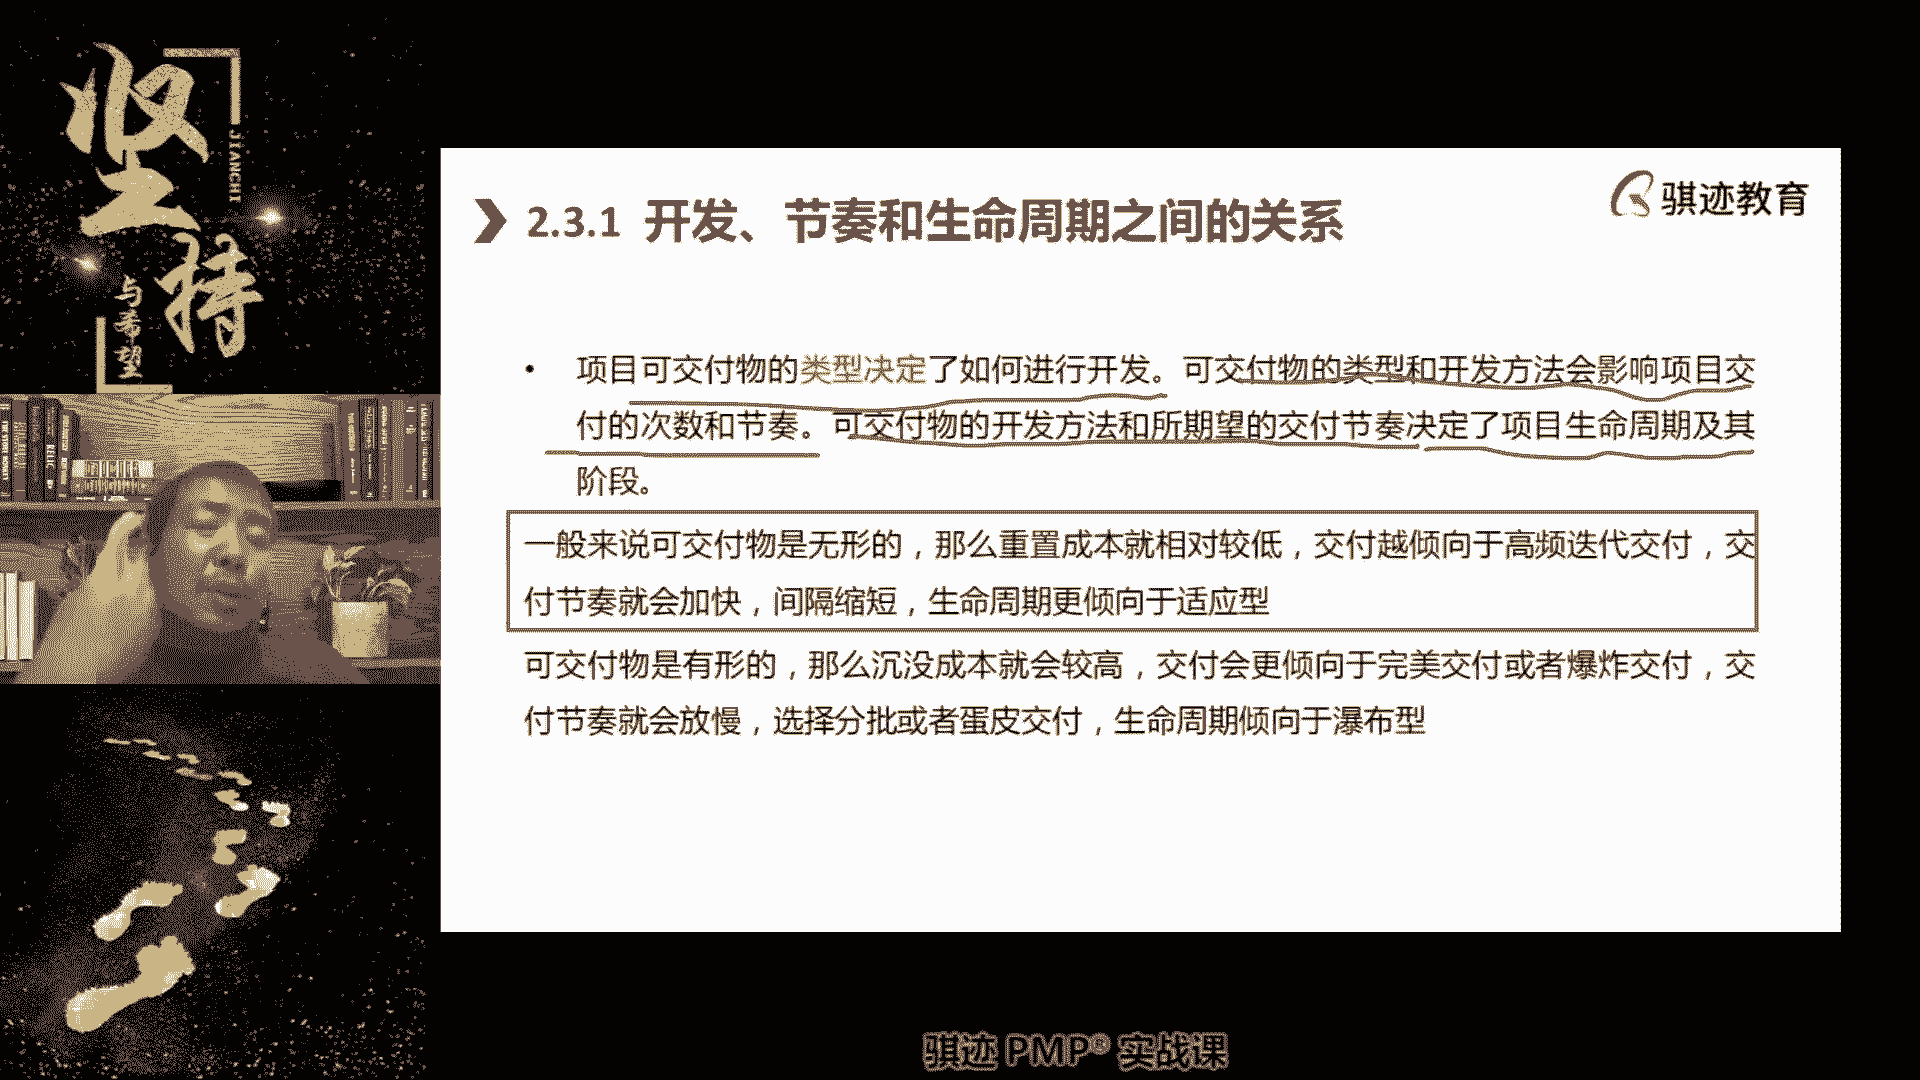 坚
JIANCHI
持
与希望
骐迹教育
2.3.1 开发、节奏和生命周期之间的关系
• 项目可交付物的类型决定了如何进行开发。可交付物的类型和开发方法会影响项目交
付的次数和节奏。可交付物的开发方法和所期望的交付节奏决定了项目生命周期及其
阶段。
一般来说可交付物是无形的，那么重置成本就相对较低，交付越倾向于高频迭代交付，交
付节奏就会加快，间隔缩短，生命周期更倾向于适应型
可交付物是有形的，那么沉没成本就会较高，交付会更倾向于完美交付或者爆炸交付，交
付节奏就会放慢，选择分批或者蛋皮交付，生命周期倾向于瀑布型
骐迹 PMP® 实战课